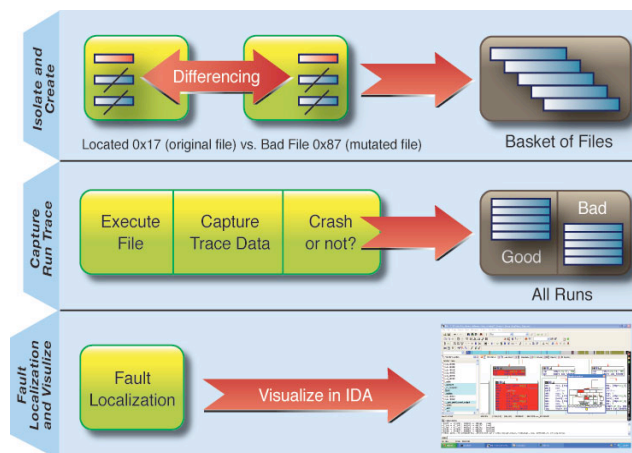 Isolate and
Create
Differencing
Located 0x17 (original file) vs. Bad File 0x87 (mutated file)
Basket of Files
Capture
Run Trace
Execute
File
Capture
Trace Data
Crash
or not?
Good
Bad
All Runs
Fault
Localization
and Visulize
Fault
Localization
Visualize in IDA